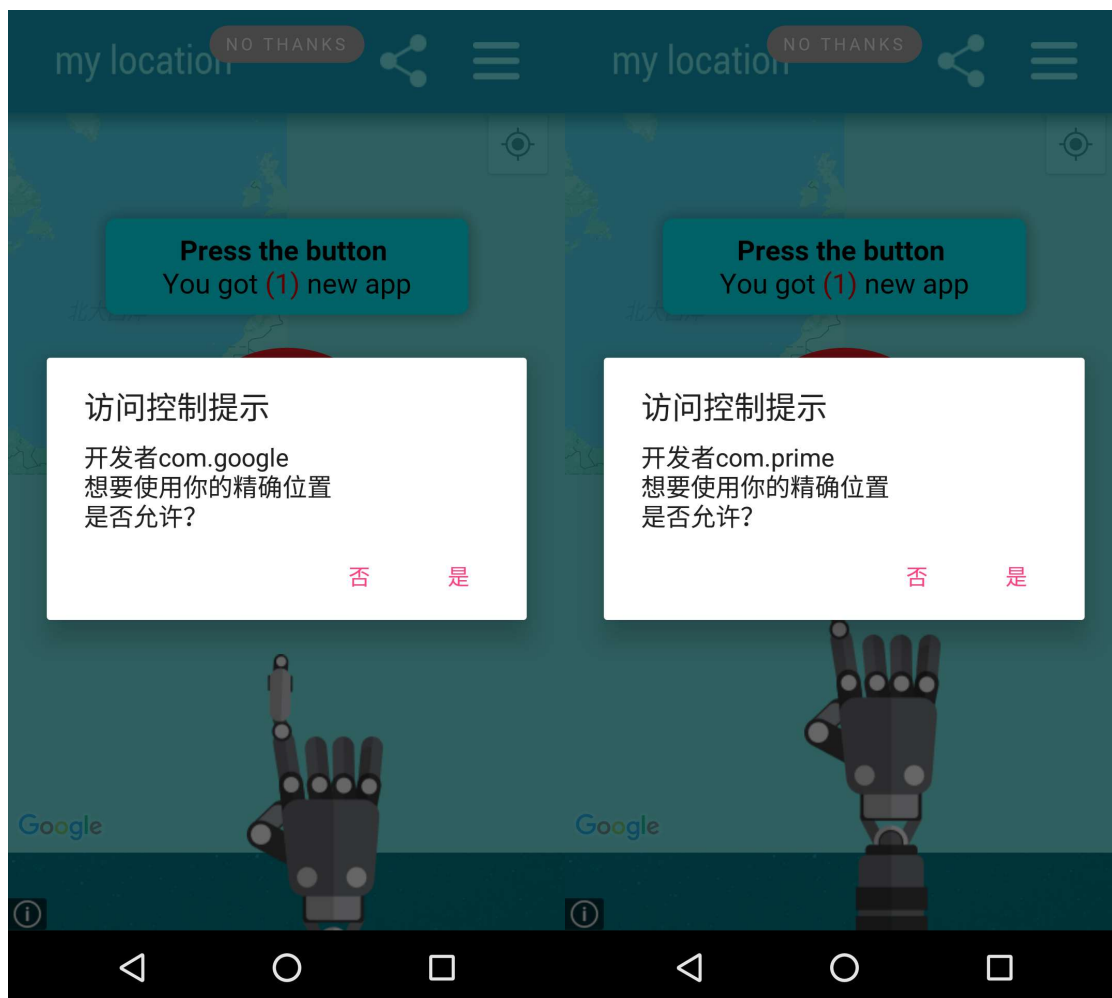 my location
NO THANKS
Press the button
You got (1) new app
访问控制提示
开发者com.google
想要使用你的精确位置
是否允许？
否 是
Google
my location
NO THANKS
Press the button
You got (1) new app
访问控制提示
开发者com.prime
想要使用你的精确位置
是否允许？
否 是
Google